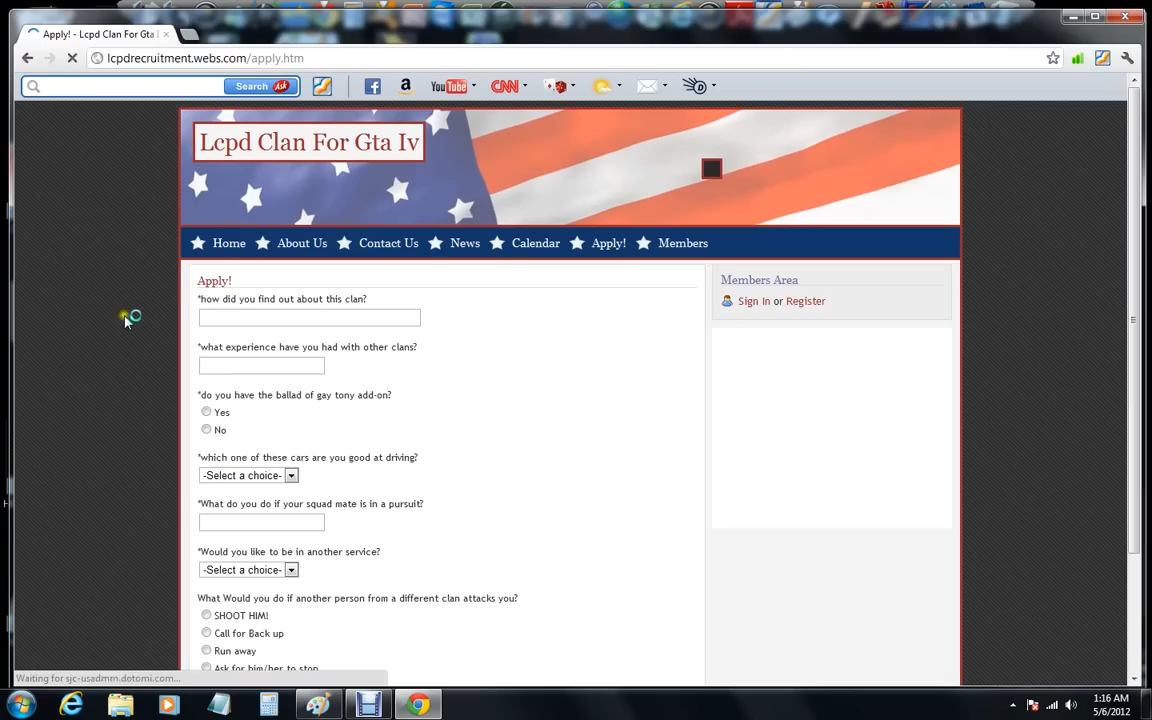 Apply! - Lcpd Clan For Gta I
lcpdrecruitment.webs.com/apply.htm
Search Ask
YouTube
CNN
Lcpd Clan For Gta Iv
Home About Us Contact Us News Calendar Apply! Members
Apply!
*how did you find out about this clan?
*what experience have you had with other clans?
*do you have the ballad of gay tony add-on?
Yes
No
*which one of these cars are you good at driving?
-Select a choice-
*What do you do if your squad mate is in a pursuit?
*Would you like to be in another service?
-Select a choice-
What Would you do if another person from a different clan attacks you?
SHOOT HIM!
Call for Back up
Run away
Ask for him/her to stop
Members Area
Sign In or Register
Waiting for sjc-usadmm.dotomi.com...
1:16 AM
5/6/2012